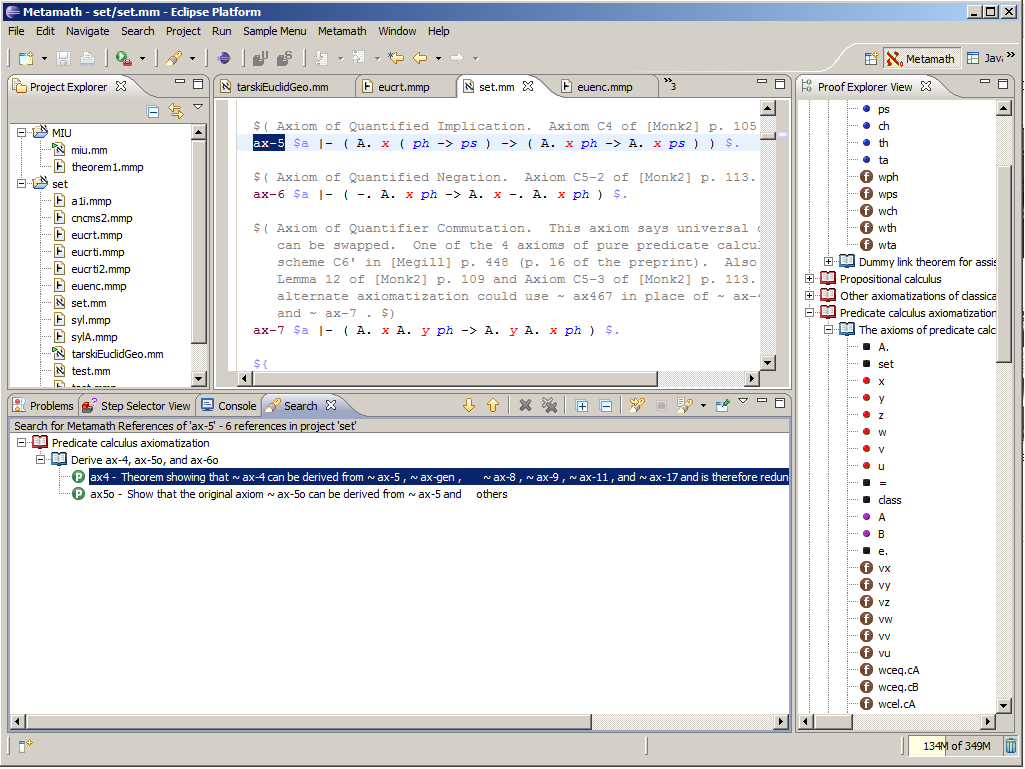 Metamath - set/set.mm - Eclipse Platform
File Edit Navigate Search Project Run Sample Menu Metamath Window Help
Metamath Java »
Project Explorer
MIU
miu.mm
theorem1.mmp
set
a1i.mmp
cncms2.mmp
eucrt.mmp
eucrti.mmp
eucrti2.mmp
euenc.mmp
set.mm
syl.mmp
sylA.mmp
tarskiEuclidGeo.mm
test.mm
tarskiEuclidGeo.mm eucrt.mmp set.mm euenc.mmp »3
$( Axiom of Quantified Implication. Axiom C4 of [Monk2] p. 105
ax-5 $a |- ( A. x ( ph -> ps ) -> ( A. x ph -> A. x ps ) ) $.
$( Axiom of Quantified Negation. Axiom C5-2 of [Monk2] p. 113.
ax-6 $a |- ( -. A. x ph -> A. x -. A. x ph ) $.
$( Axiom of Quantifier Commutation. This axiom says universal
can be swapped. One of the 4 axioms of pure predicate calcu
scheme C6' in [Megill] p. 448 (p. 16 of the preprint). Also
Lemma 12 of [Monk2] p. 109 and Axiom C5-3 of [Monk2] p. 113.
alternate axiomatization could use ~ ax467 in place of ~ ax-
and ~ ax-7 . $)
ax-7 $a |- ( A. x A. y ph -> A. y A. x ph ) $.
${
Proof Explorer View
ps
ch
th
ta
wph
wps
wch
wth
wta
Dummy link theorem for assis
Propositional calculus
Other axiomatizations of classica
Predicate calculus axiomatization
The axioms of predicate calc
A.
set
x
y
z
w
v
u
=
class
A
B
e.
vx
vy
vz
vw
vv
vu
wceq.cA
wceq.cB
wcel.cA
Problems Step Selector View Console Search
Search for Metamath References of 'ax-5' - 6 references in project 'set'
Predicate calculus axiomatization
Derive ax-4, ax-5o, and ax-6o
ax4 - Theorem showing that ~ ax-4 can be derived from ~ ax-5 , ~ ax-gen , ~ ax-8 , ~ ax-9 , ~ ax-11 , and ~ ax-17 and is therefore redun
ax5o - Show that the original axiom ~ ax-5o can be derived from ~ ax-5 and others
134M of 349M